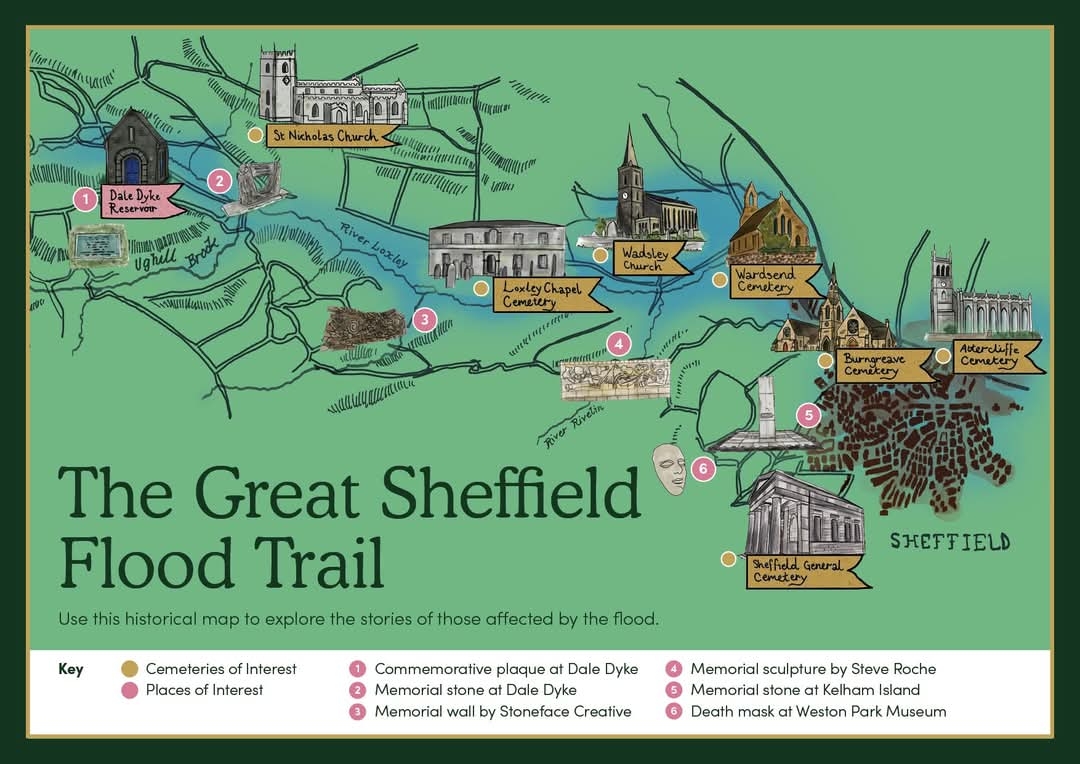 St Nicholas Church
1
Dale Dyke
Reservoir
2
Ughill Brook
River Loxley
Loxley Chapel
Cemetery
Wadsley
Church
Wardsend
Cemetery
3
4
River Rivelin
Burngreave
Cemetery
Attercliffe
Cemetery
5
6
SHEFFIELD
Sheffield General
Cemetery
The Great Sheffield
Flood Trail
Use this historical map to explore the stories of those affected by the flood.
Key
Cemeteries of Interest
Places of Interest
1 Commemorative plaque at Dale Dyke
2 Memorial stone at Dale Dyke
3 Memorial wall by Stoneface Creative
4 Memorial sculpture by Steve Roche
5 Memorial stone at Kelham Island
6 Death mask at Weston Park Museum